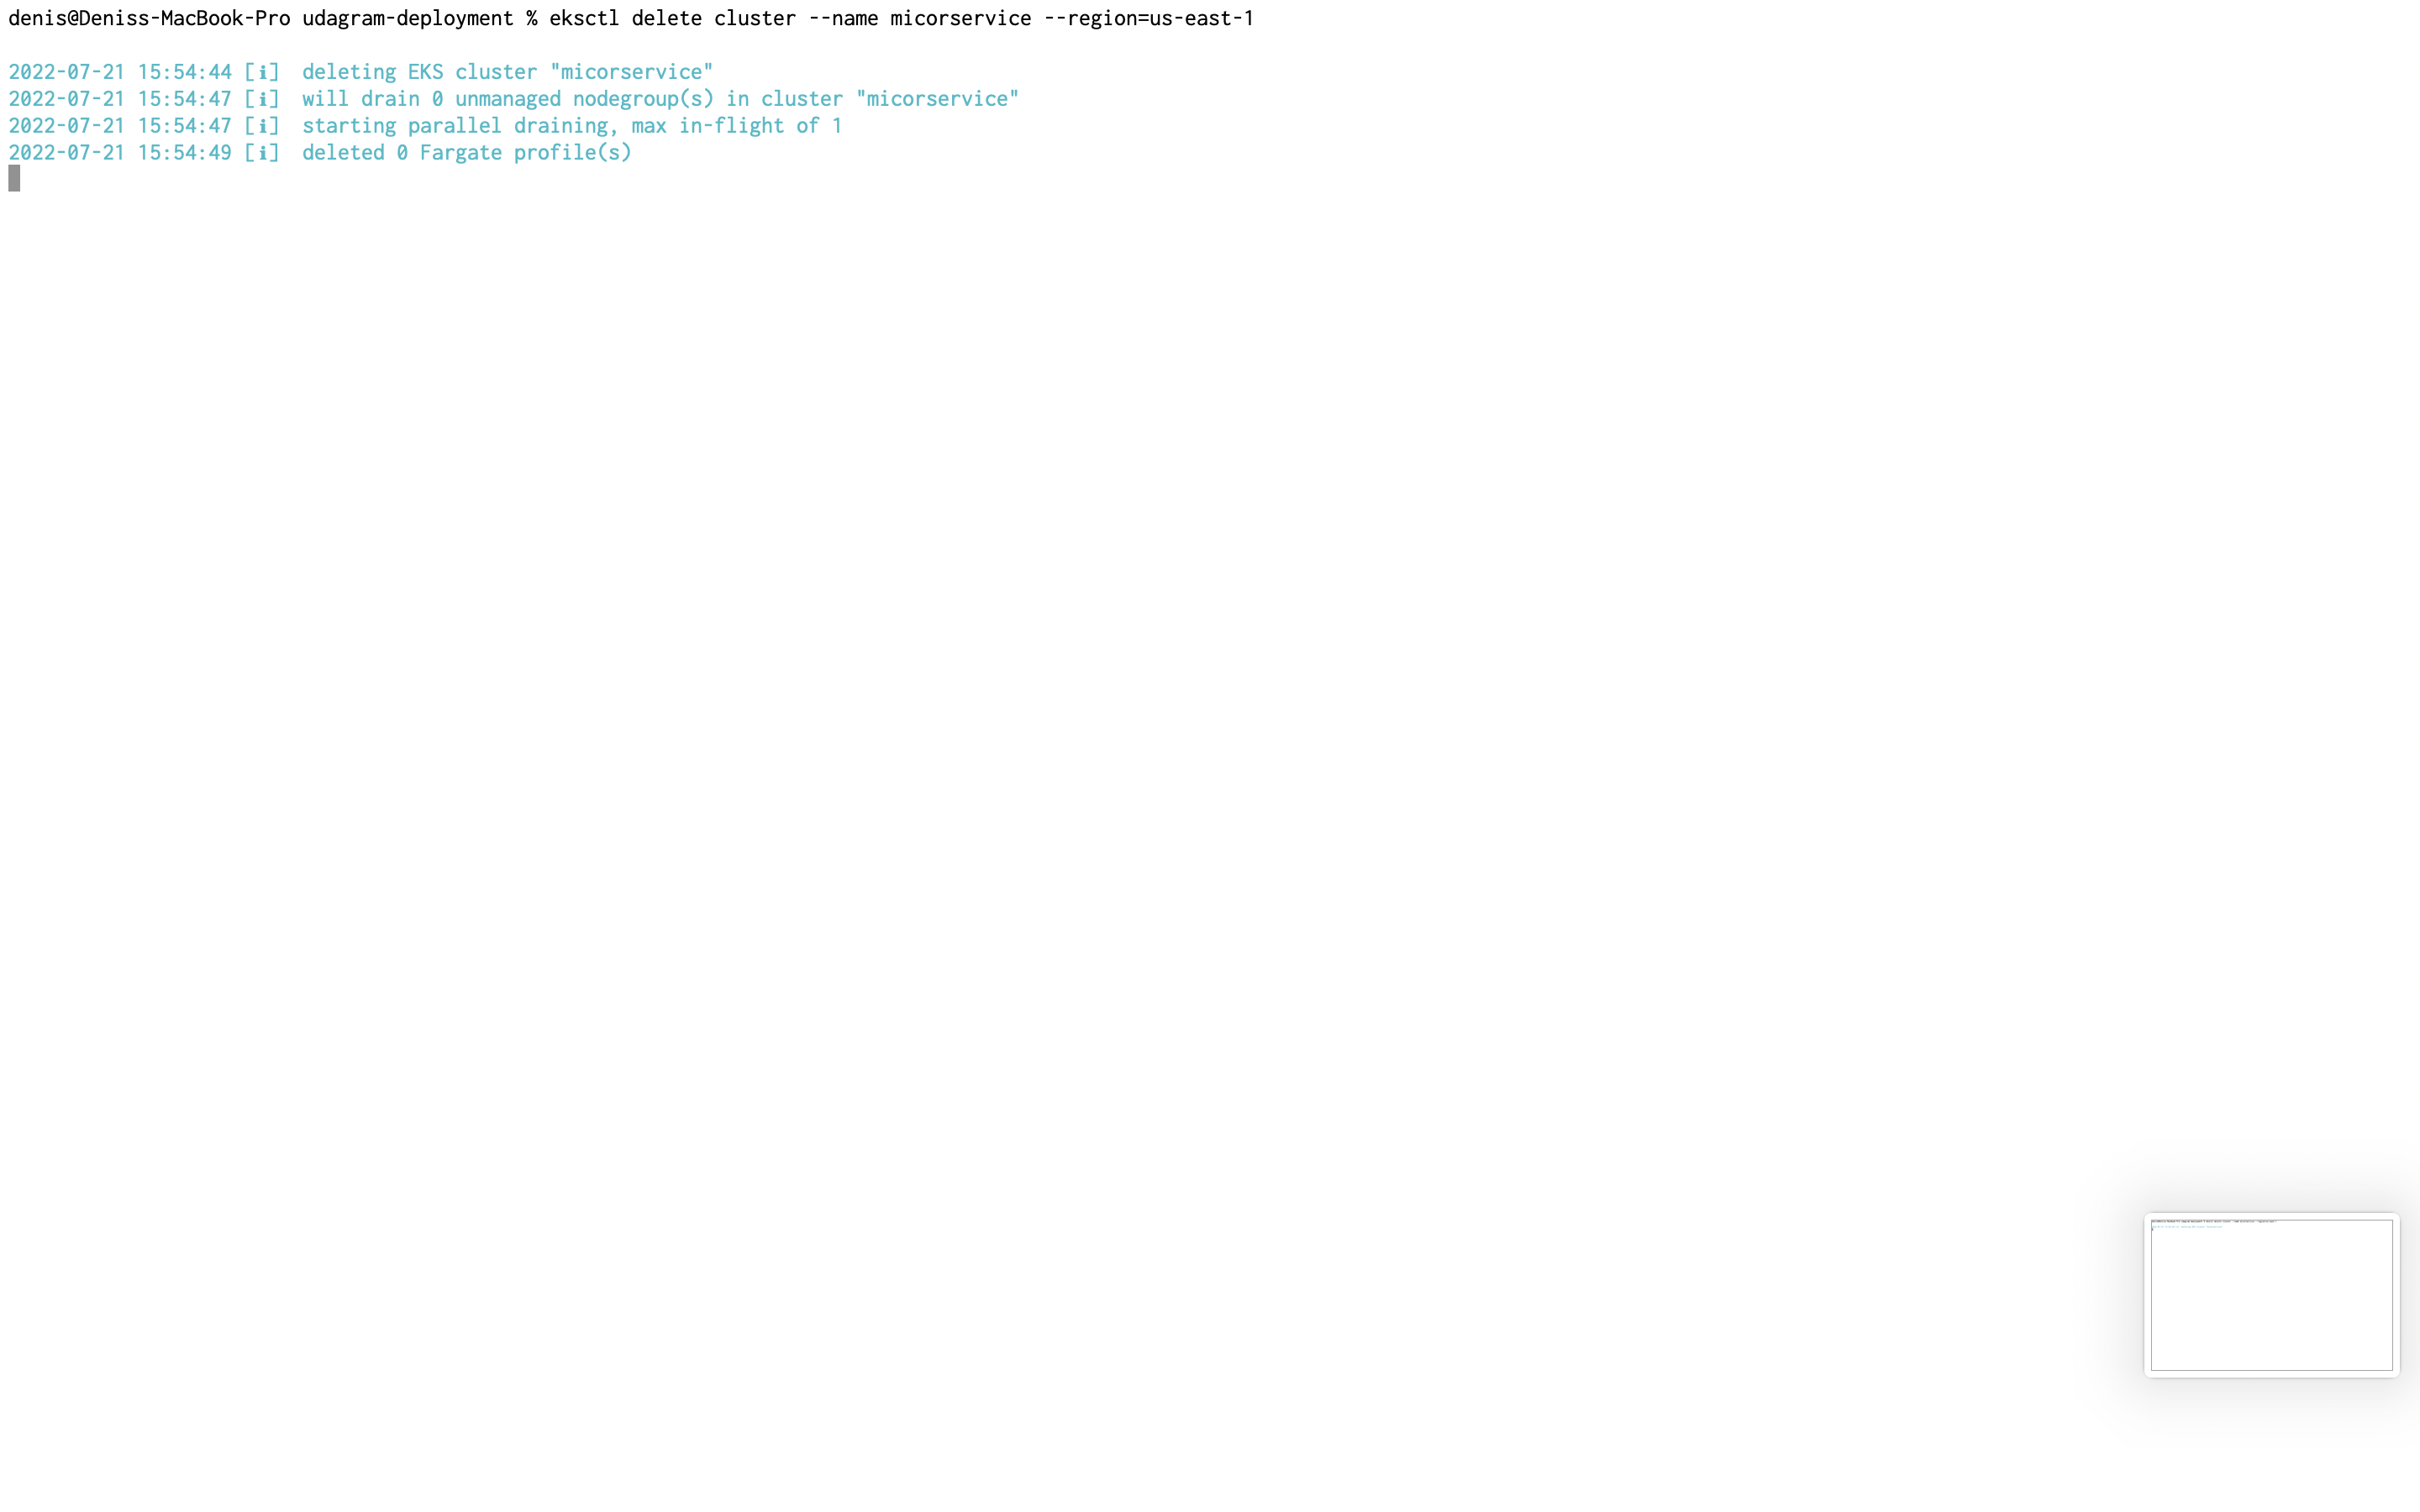 denis@Deniss-MacBook-Pro udagram-deployment % eksctl delete cluster --name micorservice --region=us-east-1
2022-07-21 15:54:44 [ℹ]  deleting EKS cluster "micorservice"
2022-07-21 15:54:47 [ℹ]  will drain 0 unmanaged nodegroup(s) in cluster "micorservice"
2022-07-21 15:54:47 [ℹ]  starting parallel draining, max in-flight of 1
2022-07-21 15:54:49 [ℹ]  deleted 0 Fargate profile(s)